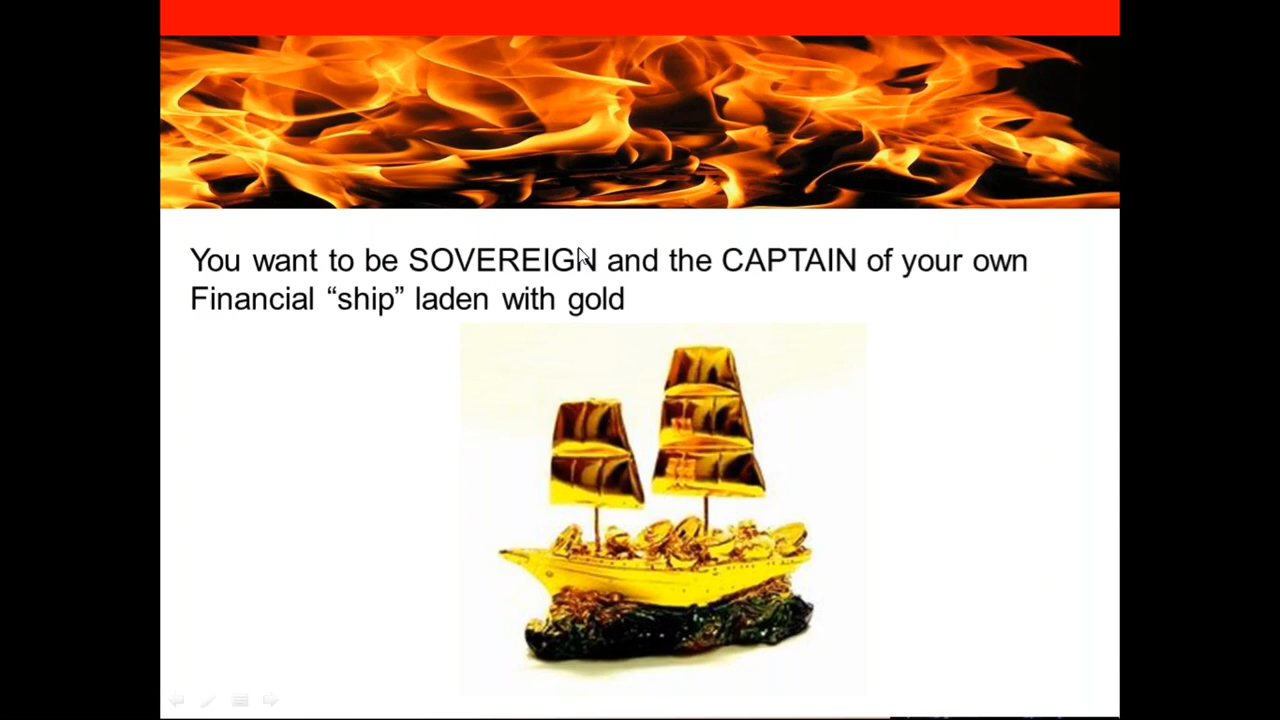 You want to be SOVEREIGN and the CAPTAIN of your own
Financial “ship” laden with gold